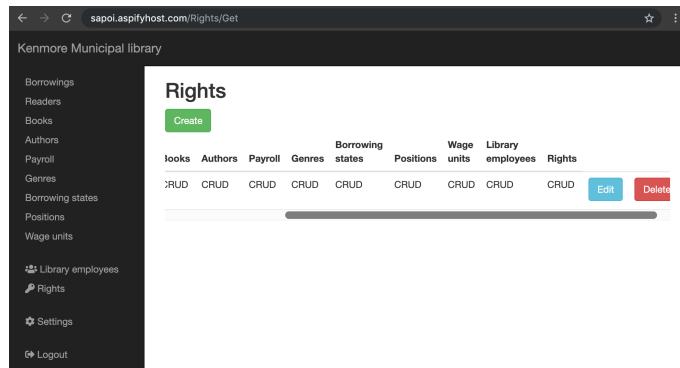 sapoi.aspifyhost.com/Rights/Get
Kenmore Municipal library
Borrowings
Readers
Books
Authors
Payroll
Genres
Borrowing states
Positions
Wage units
Library employees
Rights
Settings
Logout
Rights
Create
Books Authors Payroll Genres Borrowing states Positions Wage units Library employees Rights
CRUD CRUD CRUD CRUD CRUD CRUD CRUD CRUD CRUD Edit Delete